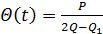 Θ(t) = P / (2Q − Q₁)